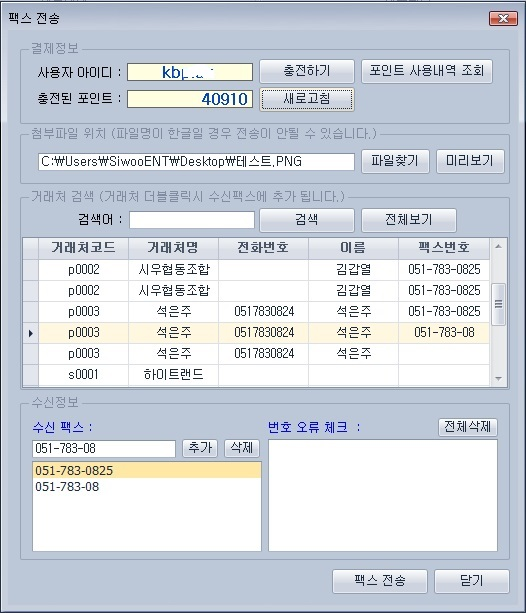 팩스 전송
결제정보
사용자 아이디 :
충전하기 포인트 사용내역 조회
충전된 포인트 : 40910 새로고침
첨부파일 위치 (파일명이 한글일 경우 전송이 안될 수 있습니다.)
C:\Users\SiwooENT\Desktop\테스트.PNG 파일찾기 미리보기
거래처 검색 (거래처 더블클릭시 수신팩스에 추가 됩니다.)
검색어 : 검색 전체보기
거래처코드 거래처명 전화번호 이름 팩스번호
p0002 시우협동조합 김갑열 051-783-0825
p0002 시우협동조합 김갑열 051-783-0825
p0003 석은주 0517830824 석은주 051-783-0825
p0003 석은주 0517830824 석은주 051-783-08
p0003 석은주 0517830824 석은주
s0001 하이트랜드
수신정보
수신 팩스 : 번호 오류 체크 : 전체삭제
051-783-08 추가 삭제
051-783-0825
051-783-08
팩스 전송 닫기